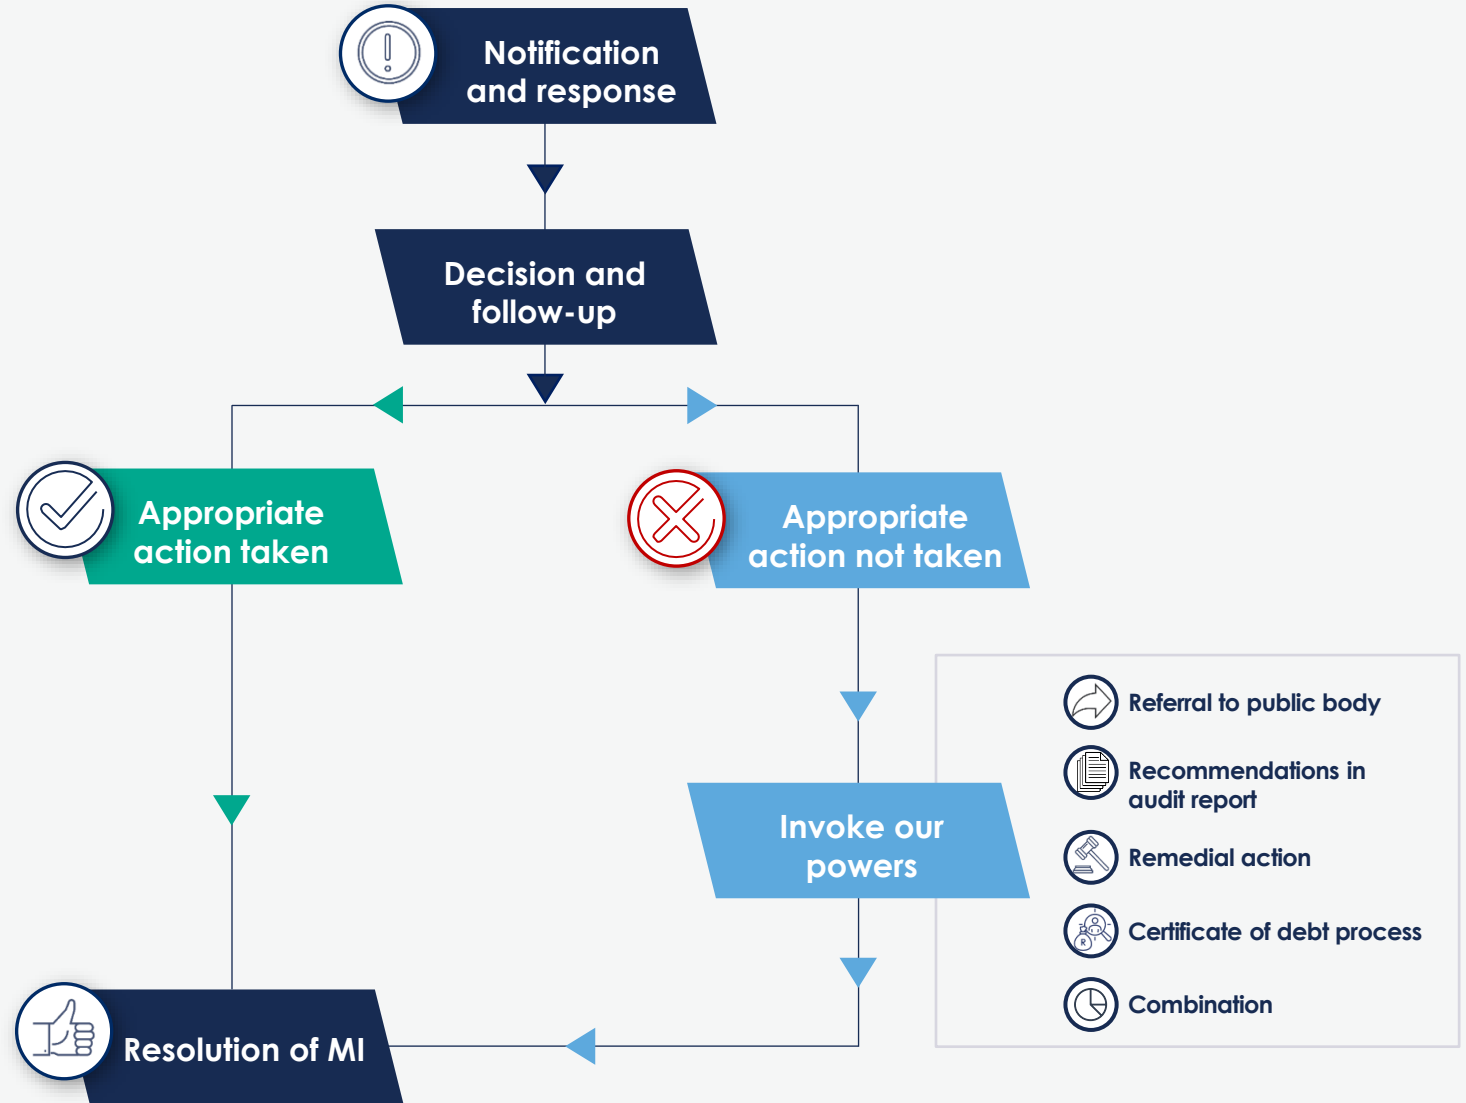 Notification
and response
Decision and
follow-up
Appropriate
action taken
Appropriate
action not taken
Referral to public body
Recommendations in
audit report
Invoke our
powers
Remedial action
Certificate of debt process
R
Combination
Resolution of MI